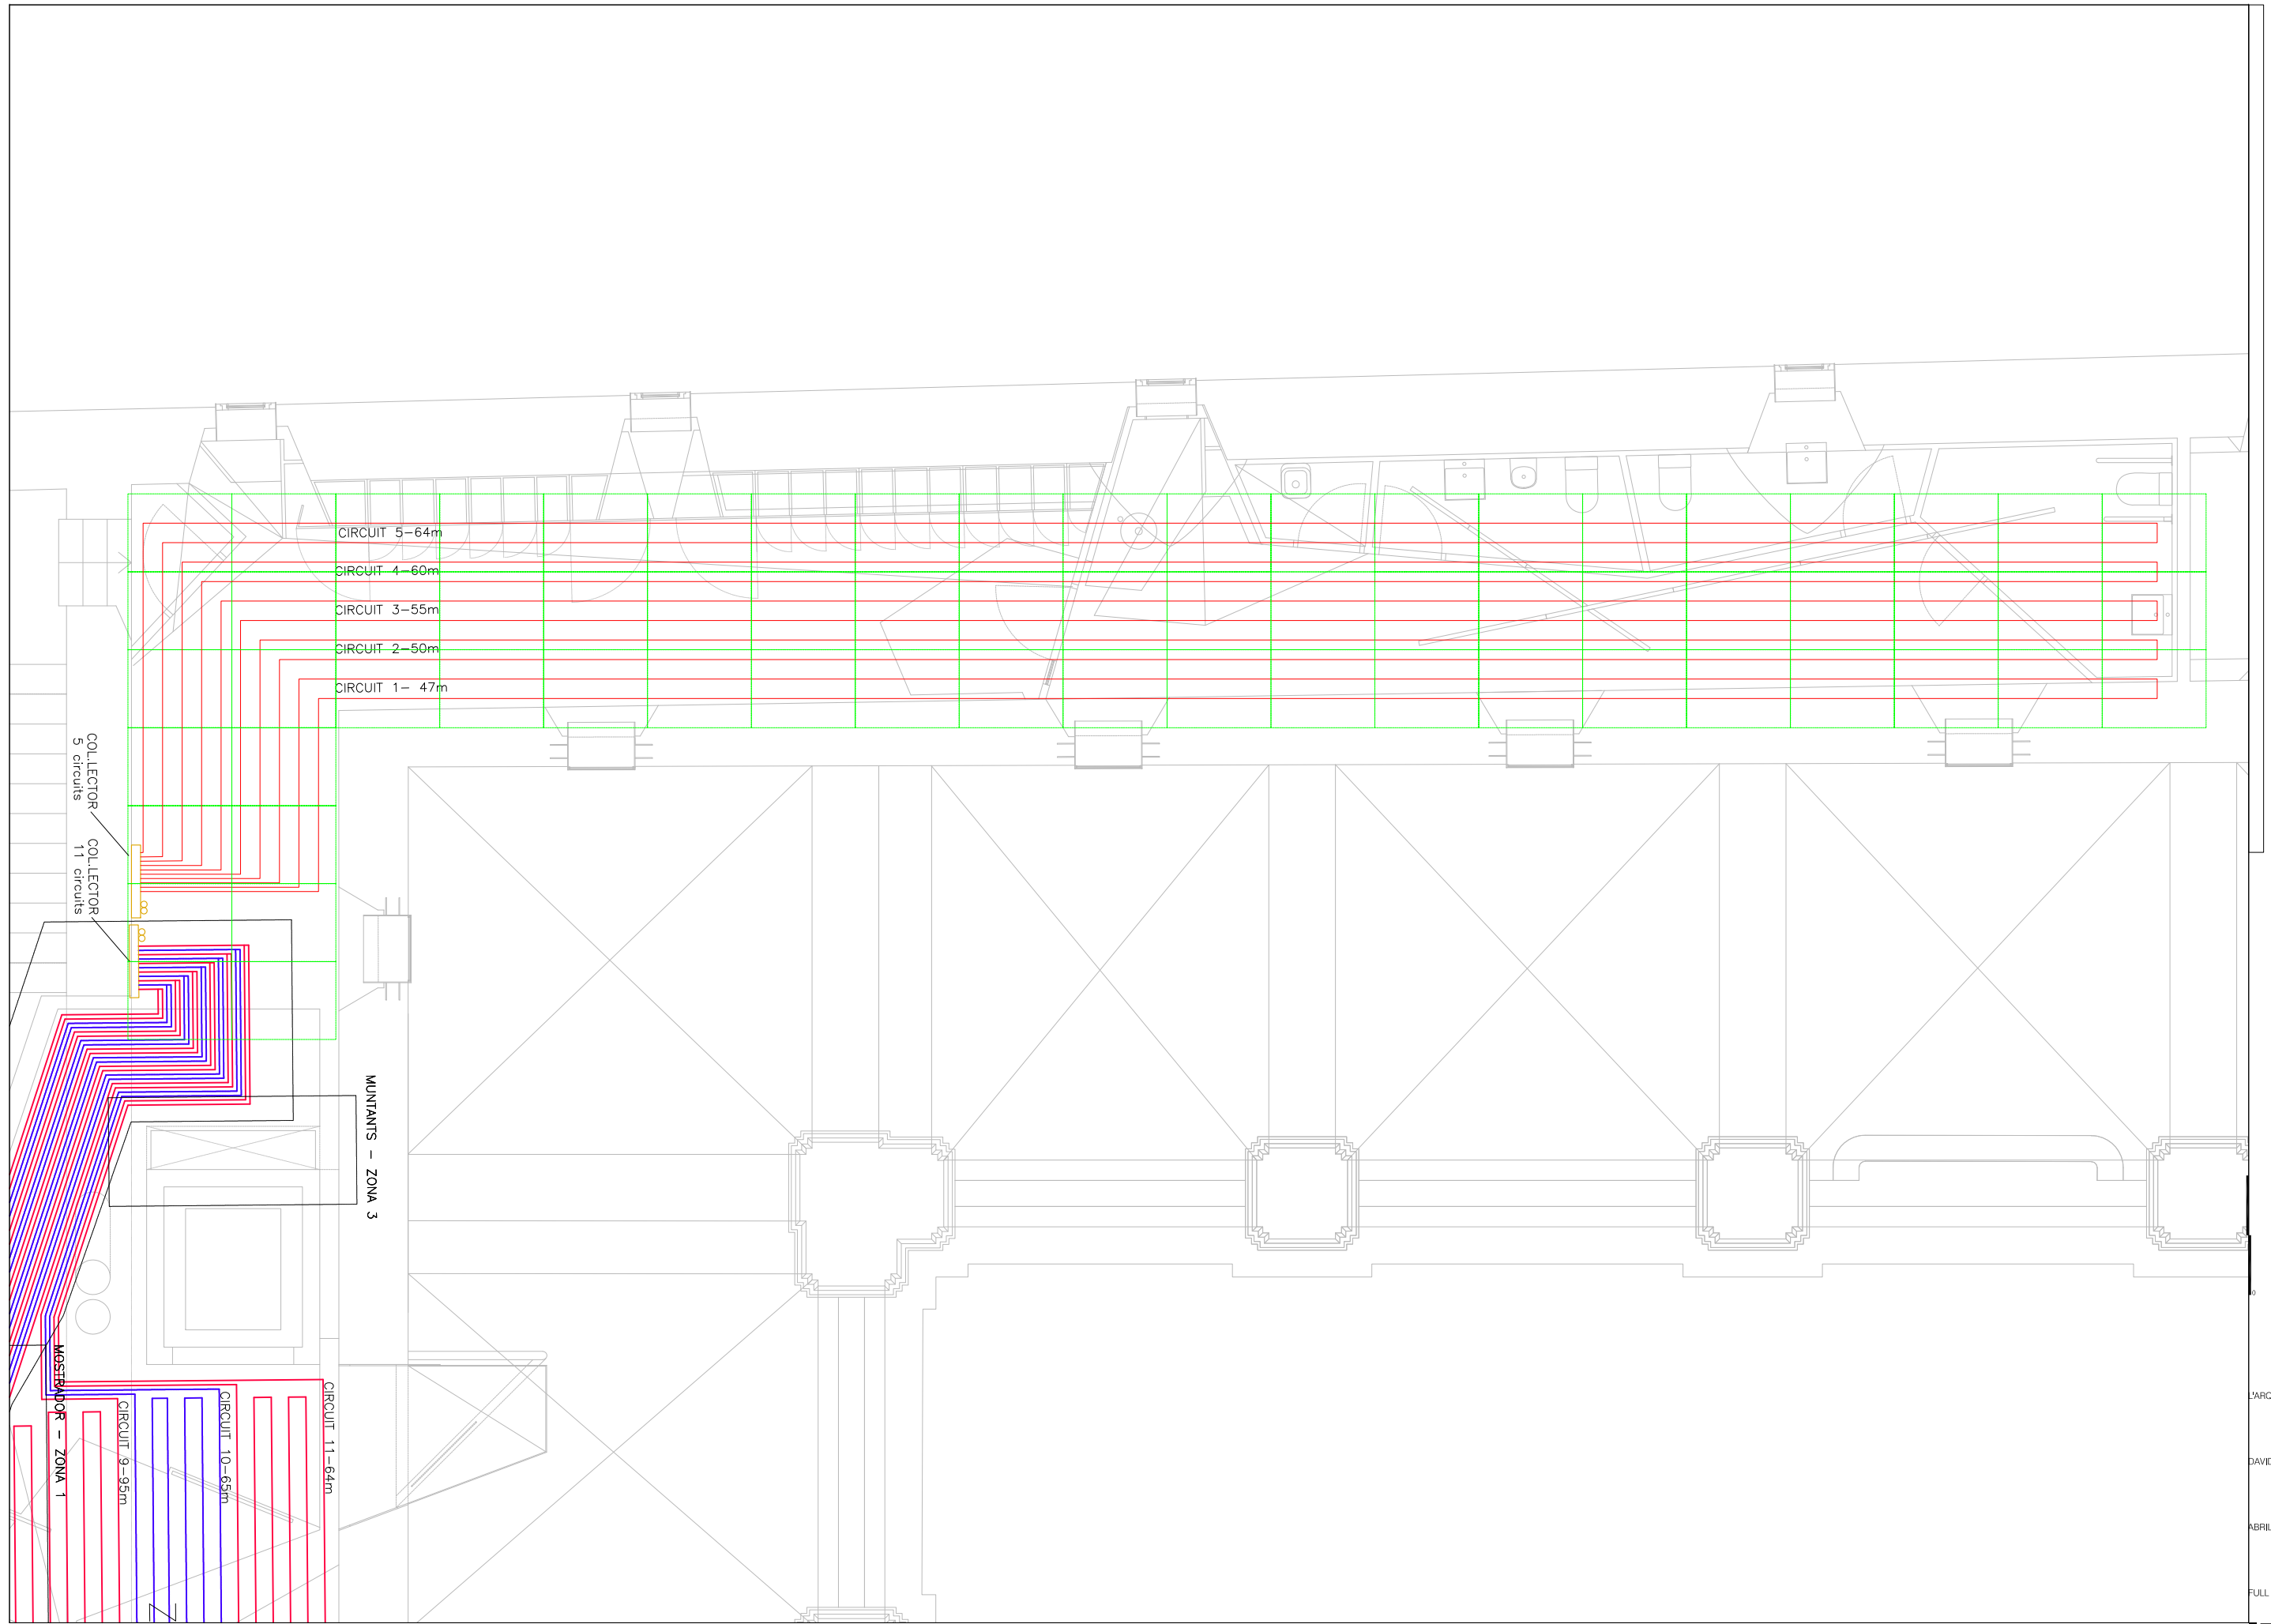 CIRCUIT 5-64m
CIRCUIT 4-60m
CIRCUIT 3-55m
CIRCUIT 2-50m
CIRCUIT 1- 47m
COL.LECTOR
5 circuits
COL.LECTOR
11 circuits
MUNTANTS - ZONA 3
MOSTRADOR - ZONA 1
CIRCUIT 9-95m
CIRCUIT 10-65m
CIRCUIT 11-64m
L'ARQ
DAVID
ABRIL
FULL